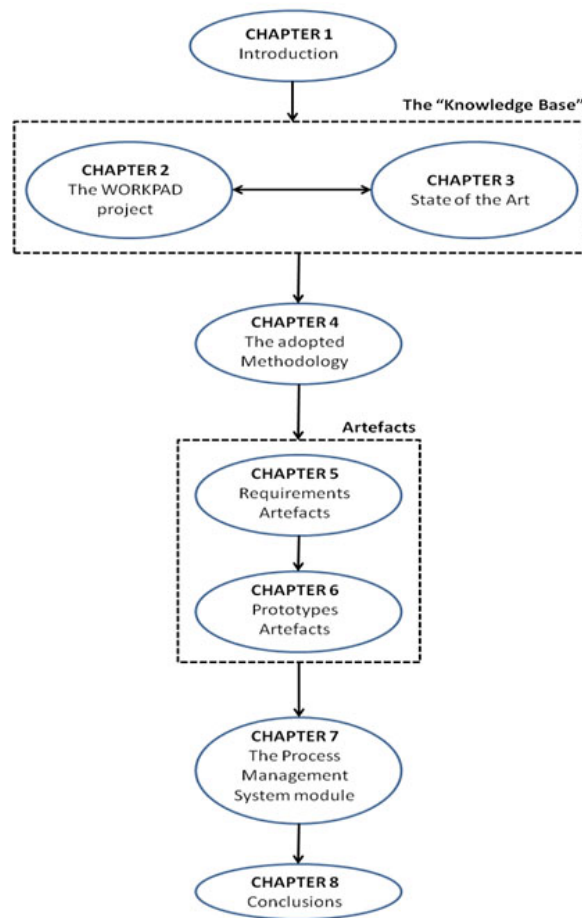 CHAPTER 1
Introduction
The “Knowledge Base”
CHAPTER 2
The WORKPAD
project
CHAPTER 3
State of the Art
CHAPTER 4
The adopted
Methodology
Artefacts
CHAPTER 5
Requirements
Artefacts
CHAPTER 6
Prototypes
Artefacts
CHAPTER 7
The Process
Management
System module
CHAPTER 8
Conclusions